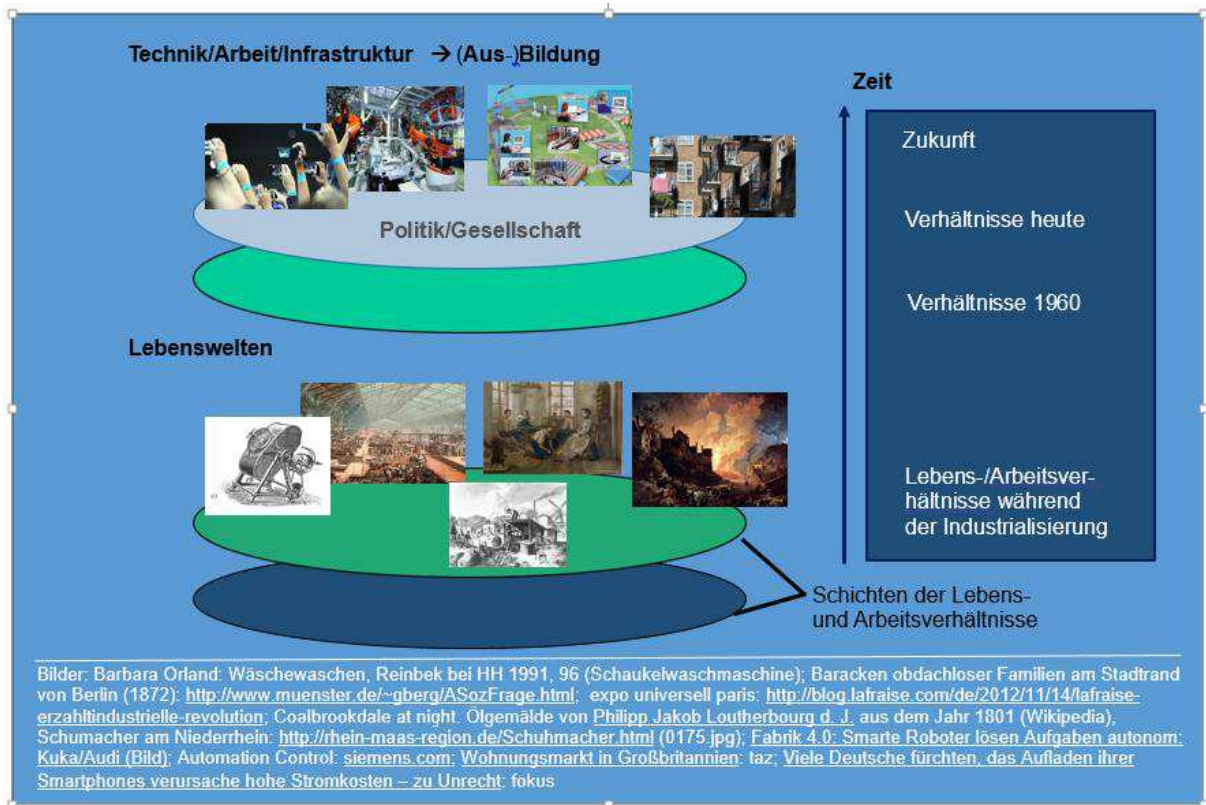 Technik/Arbeit/Infrastruktur → (Aus-)Bildung
Politik/Gesellschaft
Lebenswelten
Zeit
Zukunft
Verhältnisse heute
Verhältnisse 1960
Lebens-/Arbeitsver-
hältnisse während
der Industrialisierung
Schichten der Lebens-
und Arbeitsverhältnisse
Bilder: Barbara Orland: Wäschewaschen, Reinbek bei HH 1991, 96 (Schaukelwaschmaschine); Baracken obdachloser Familien am Stadtrand
von Berlin (1872): http://www.muenster.de/~gberg/ASozFrage.html; expo universell paris: http://blog.lafraise.com/de/2012/11/14/lafraise-
erzahltindustrielle-revolution; Coalbrookdale at night. Ölgemälde von Philipp Jakob Loutherbourg d. J. aus dem Jahr 1801 (Wikipedia),
Schumacher am Niederrhein: http://rhein-maas-region.de/Schuhmacher.html (0175.jpg); Fabrik 4.0: Smarte Roboter lösen Aufgaben autonom:
Kuka/Audi (Bild); Automation Control: siemens.com; Wohnungsmarkt in Großbritannien: taz; Viele Deutsche fürchten, das Aufladen ihrer
Smartphones verursache hohe Stromkosten – zu Unrecht: fokus